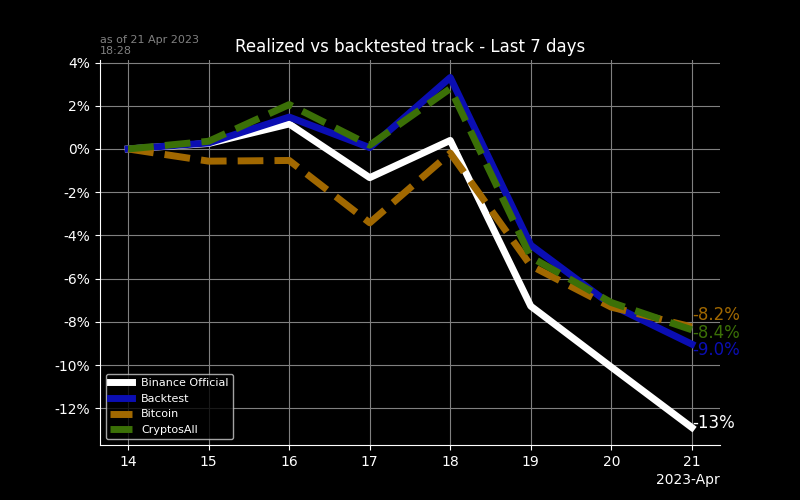 as of 21 Apr 2023
18:28
Realized vs backtested track - Last 7 days
4%
2%
0%
-2%
-4%
-6%
-8%
-10%
-12%
-8.2%
-8.4%
-9.0%
-13%
Binance Official
Backtest
Bitcoin
CryptosAll
14 15 16 17 18 19 20 21
2023-Apr